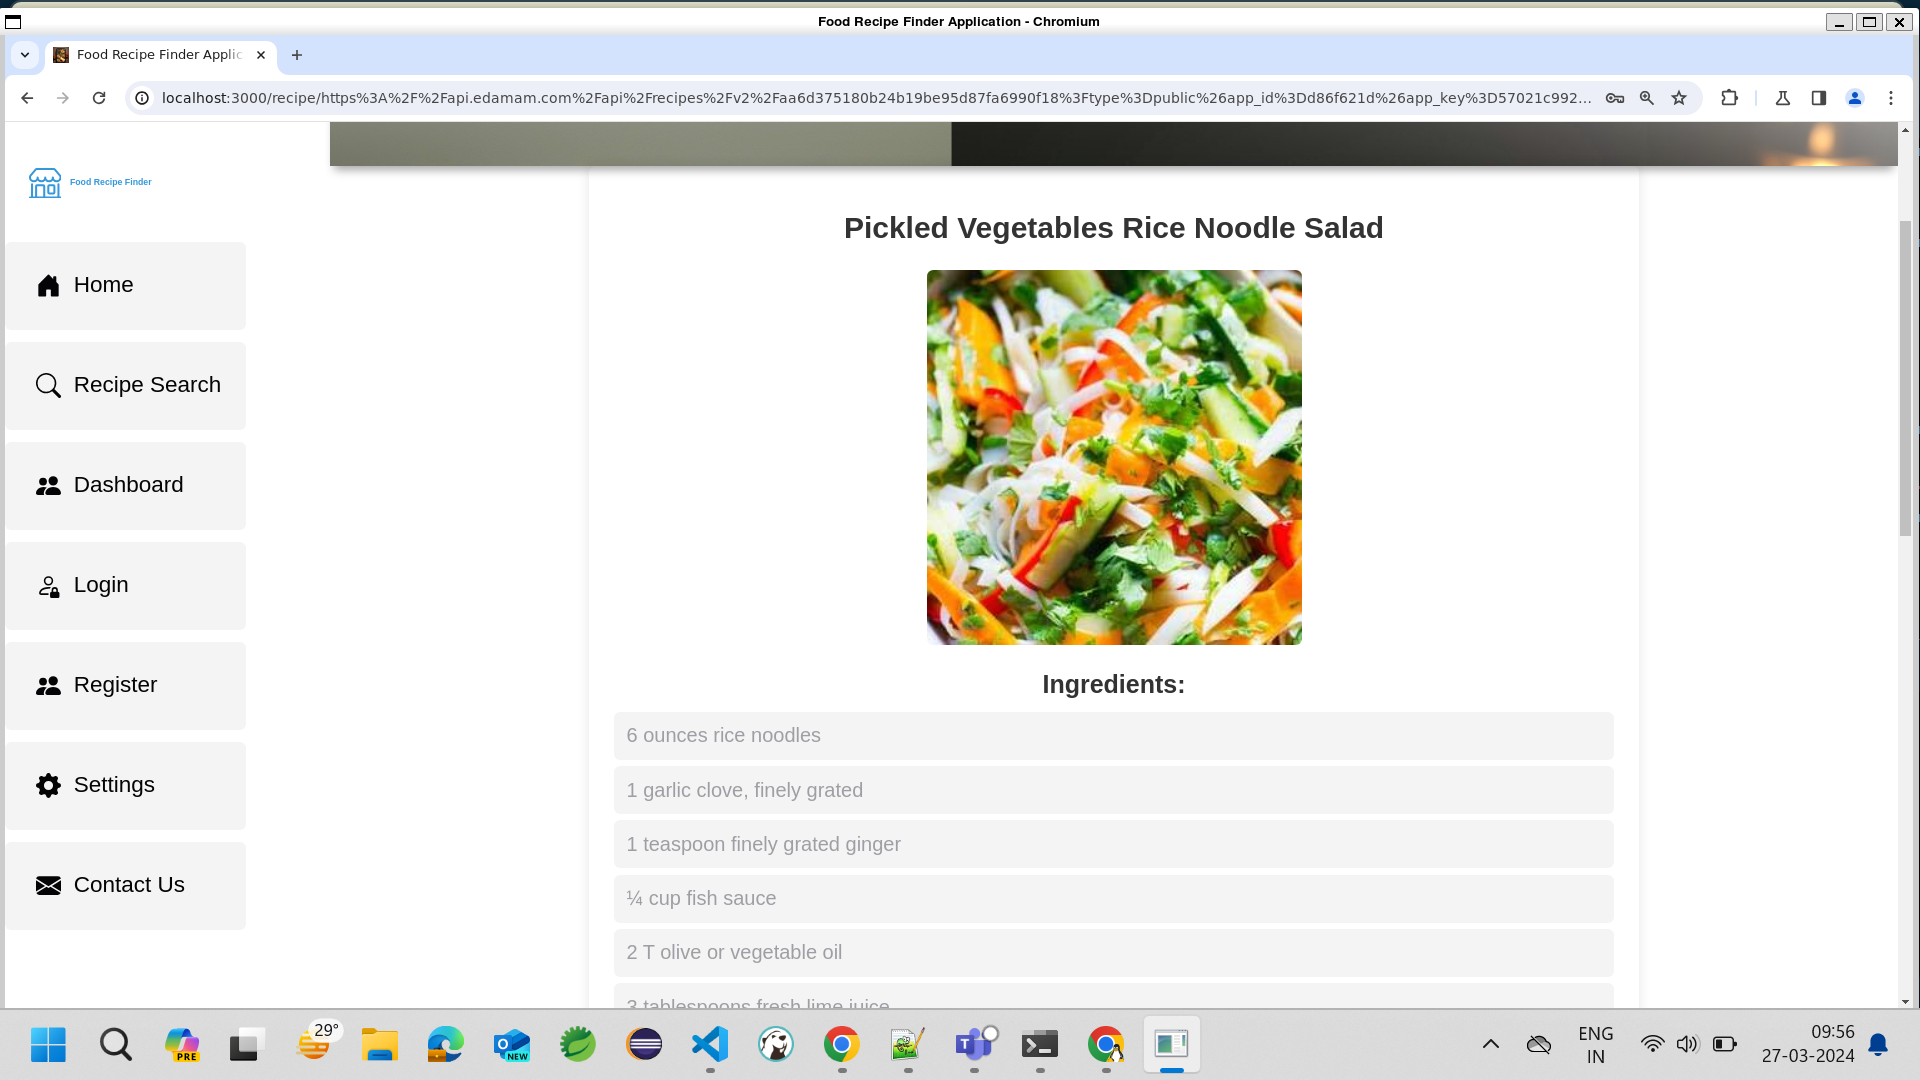 Food Recipe Finder Application - Chromium
Food Recipe Finder Applic
localhost:3000/recipe/https%3A%2F%2Fapi.edamam.com%2Fapi%2Frecipes%2Fv2%2Faa6d375180b24b19be95d87fa6990f18%3Ftype%3Dpublic%26app_id%3Dd86f621d%26app_key%3D57021c992...
Food Recipe Finder
Home
Recipe Search
Dashboard
Login
Register
Settings
Contact Us
Pickled Vegetables Rice Noodle Salad
Ingredients:
6 ounces rice noodles
1 garlic clove, finely grated
1 teaspoon finely grated ginger
¼ cup fish sauce
2 T olive or vegetable oil
3 tablespoons fresh lime juice
PRE
29°
NEW
ENG
IN
09:56
27-03-2024